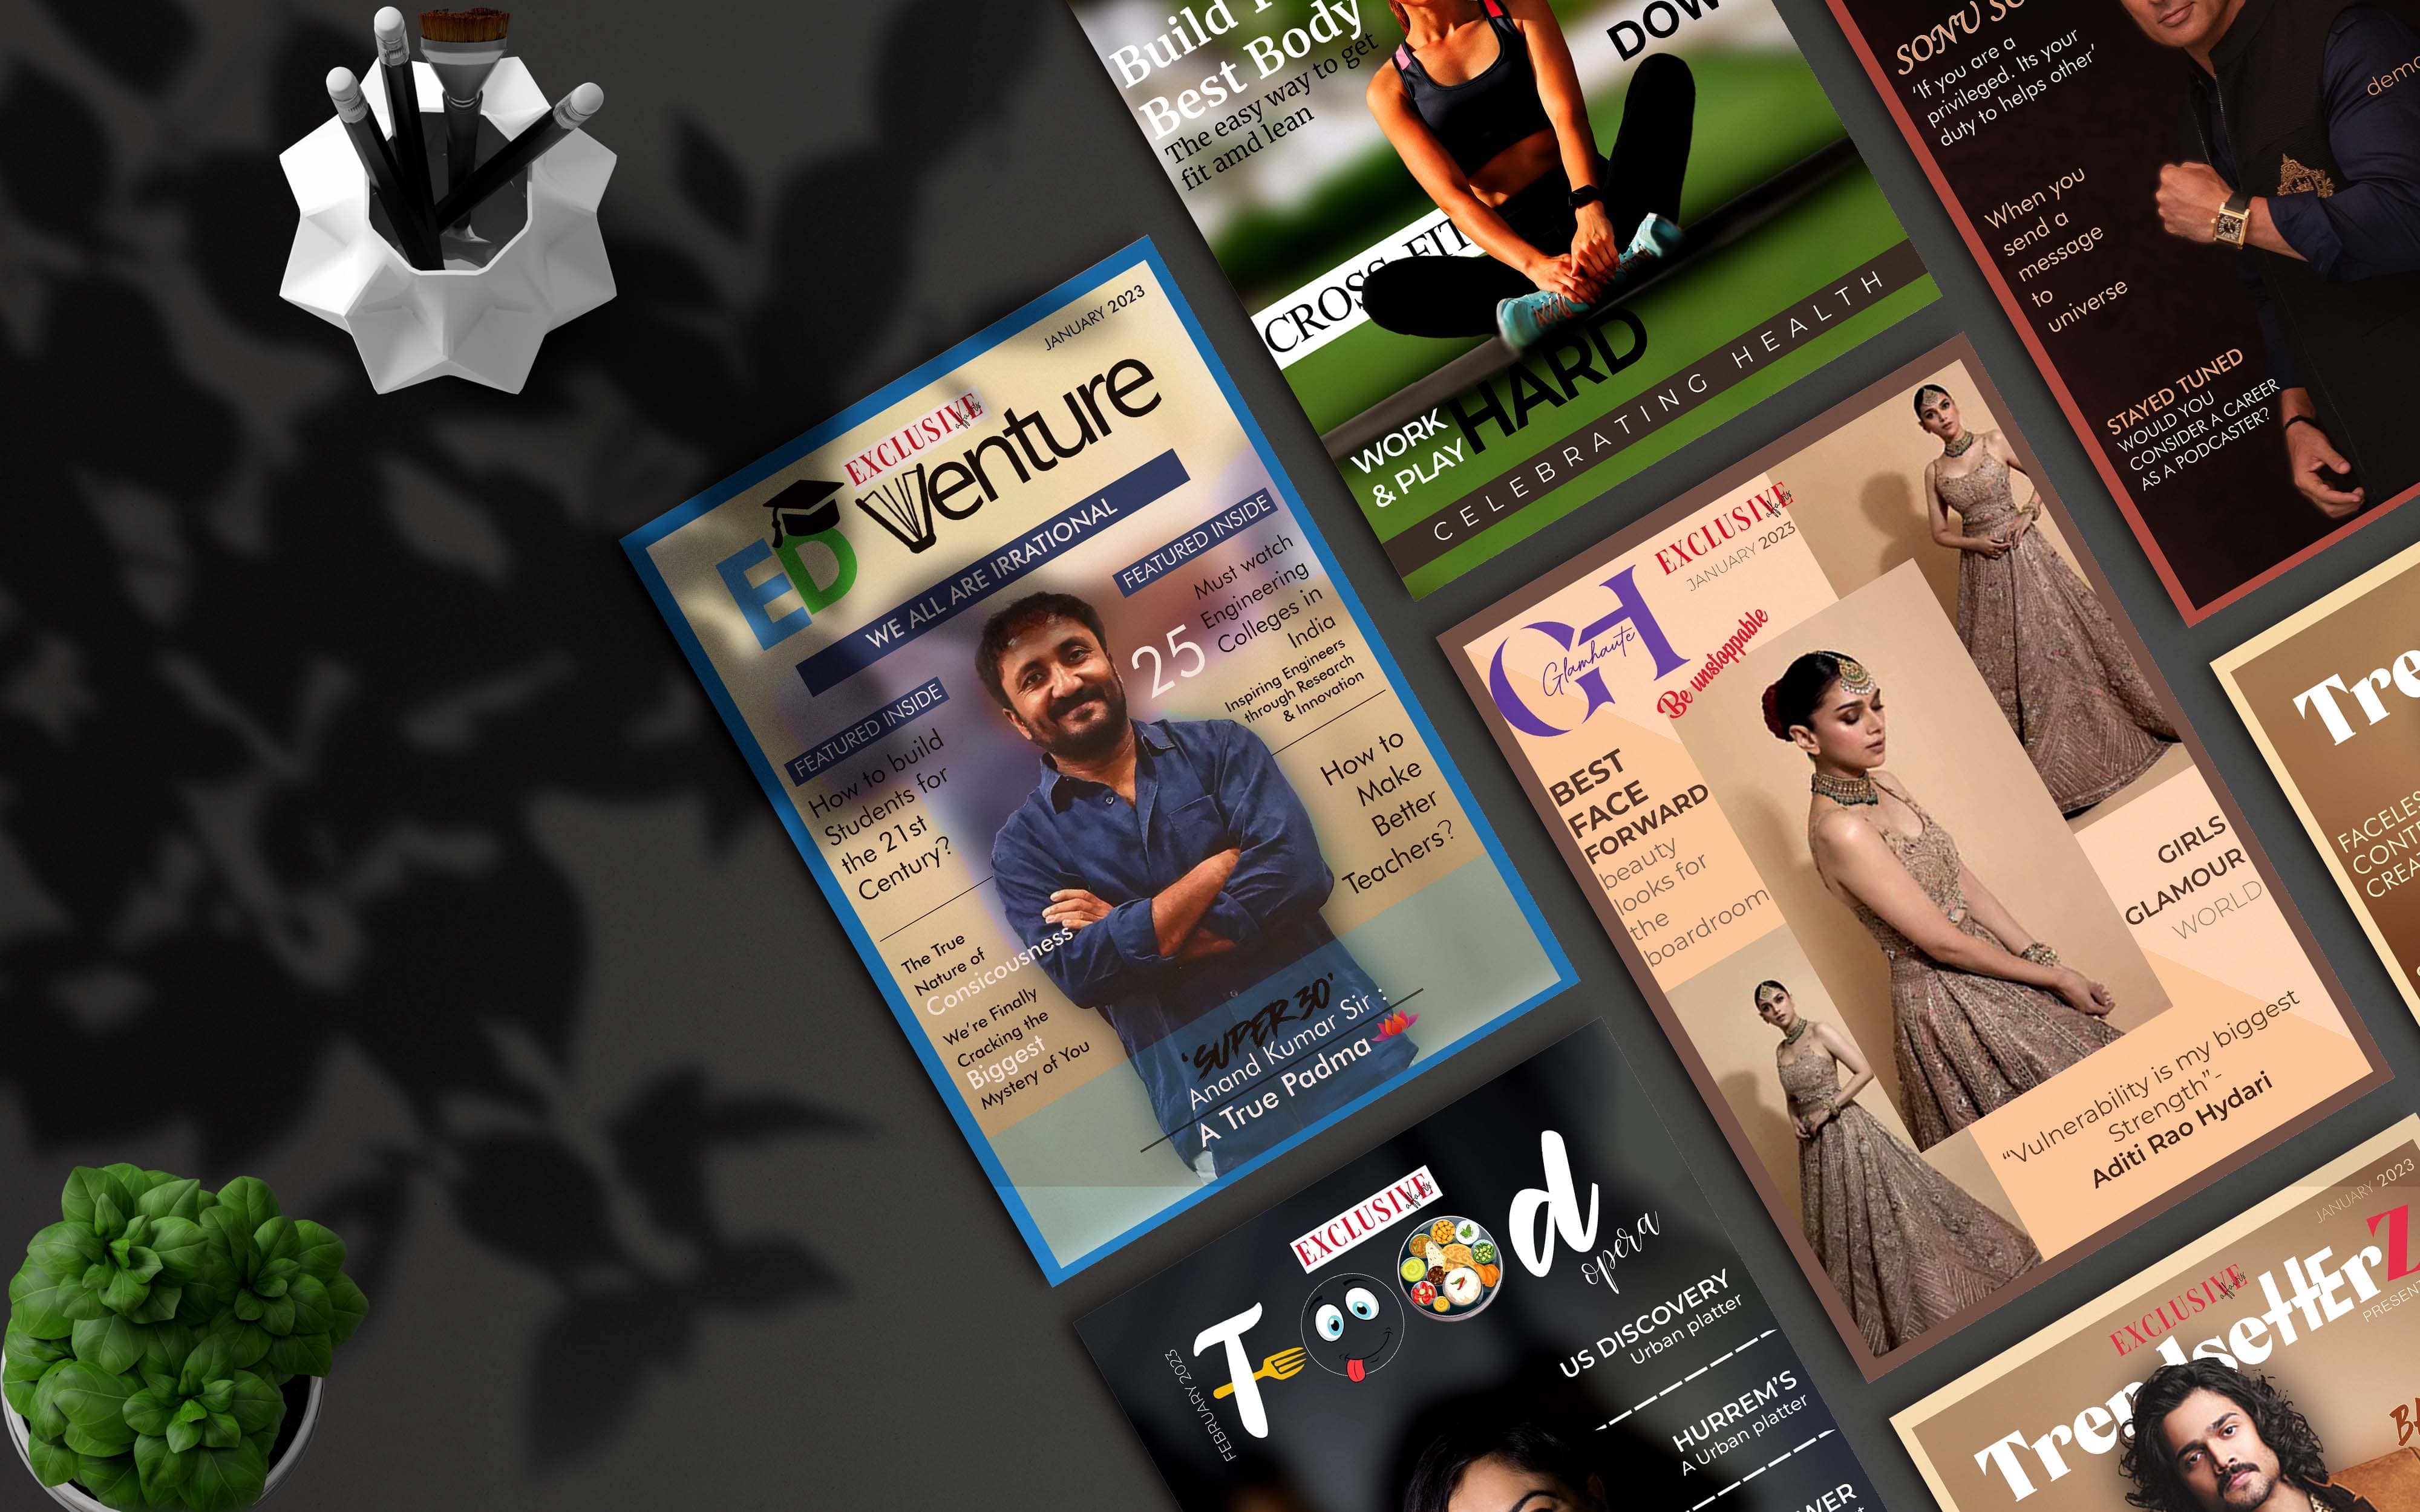 Best Body
The easy way to get
fit amd lean
CROSS FIT
WORK
& PLAY
HARD
CELEBRATING HEALTH
'If you are a
privileged. Its your
duty to helps other'
When you
send a
message
to
universe
STAYED TUNED
WOULD YOU
CONSIDER A CAREER
AS A PODCASTER?
JANUARY 2023
EXCLUSIVE
ED Venture
WE ALL ARE IRRATIONAL
FEATURED INSIDE
Must watch
25 Engineering
Colleges in
India
Inspiring Engineers
through Research
& Innovation
How to
Make
Better
Teachers?
FEATURED INSIDE
How to build
Students for
the 21st
Century?
The True
Nature of
Consicousness
We're Finally
Cracking the
Biggest
Mystery of You
'SUPER 30'
Anand Kumar Sir :
A True Padma
EXCLUSIVE
JANUARY 2023
GH
Glamhaute
Be unstoppable
BEST
FACE
FORWARD
beauty
looks for
the
boardroom
GIRLS
GLAMOUR
WORLD
"Vulnerability is my biggest
Strength"-
Aditi Rao Hydari
FEBRUARY 2023
EXCLUSIVE
T d
opera
US DISCOVERY
Urban platter
HURREM'S
A Urban platter
JANUARY 2023
EXCLUSIVE
TrendsetterZ